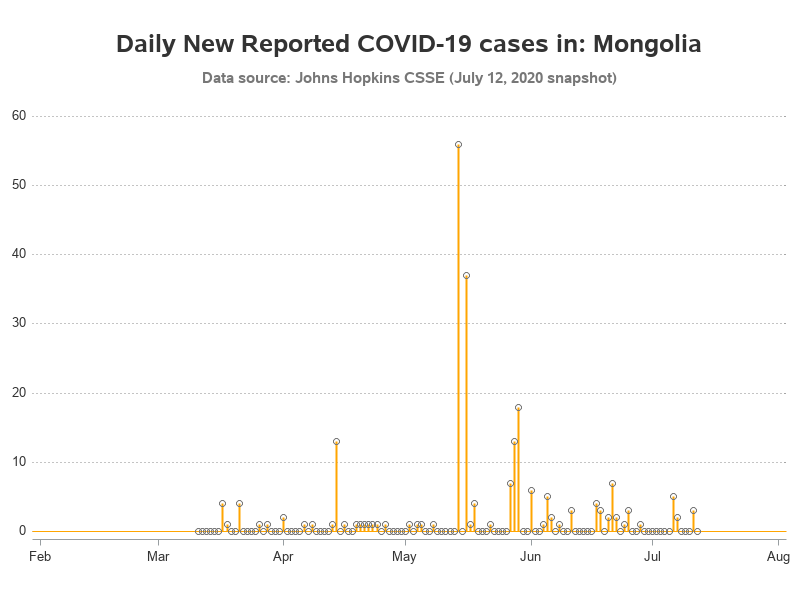 Daily New Reported COVID-19 cases in: Mongolia
Data source: Johns Hopkins CSSE (July 12, 2020 snapshot)
60
50
40
30
20
10
0
Feb Mar Apr May Jun Jul Aug